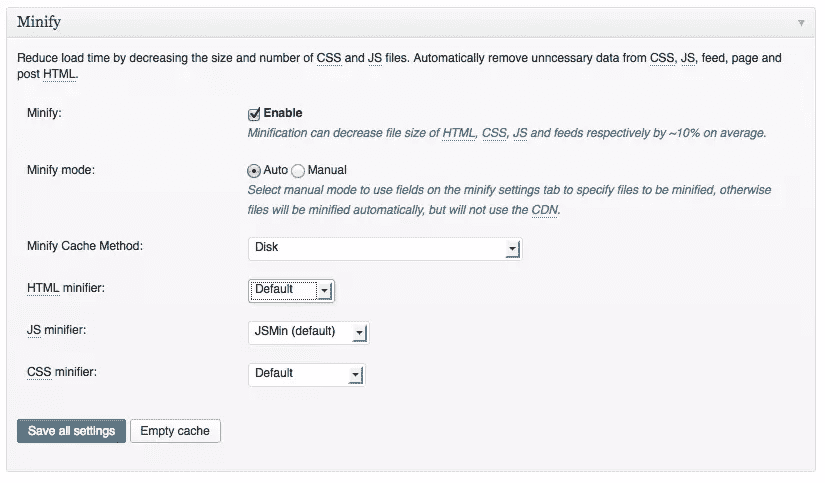 Minify
Reduce load time by decreasing the size and number of CSS and JS files. Automatically remove unncessary data from CSS, JS, feed, page and
post HTML.
Minify: Enable
Minification can decrease file size of HTML, CSS, JS and feeds respectively by ~10% on average.
Minify mode: Auto Manual
Select manual mode to use fields on the minify settings tab to specify files to be minified, otherwise
files will be minified automatically, but will not use the CDN.
Minify Cache Method: Disk
HTML minifier: Default
JS minifier: JSMin (default)
CSS minifier: Default
Save all settings Empty cache